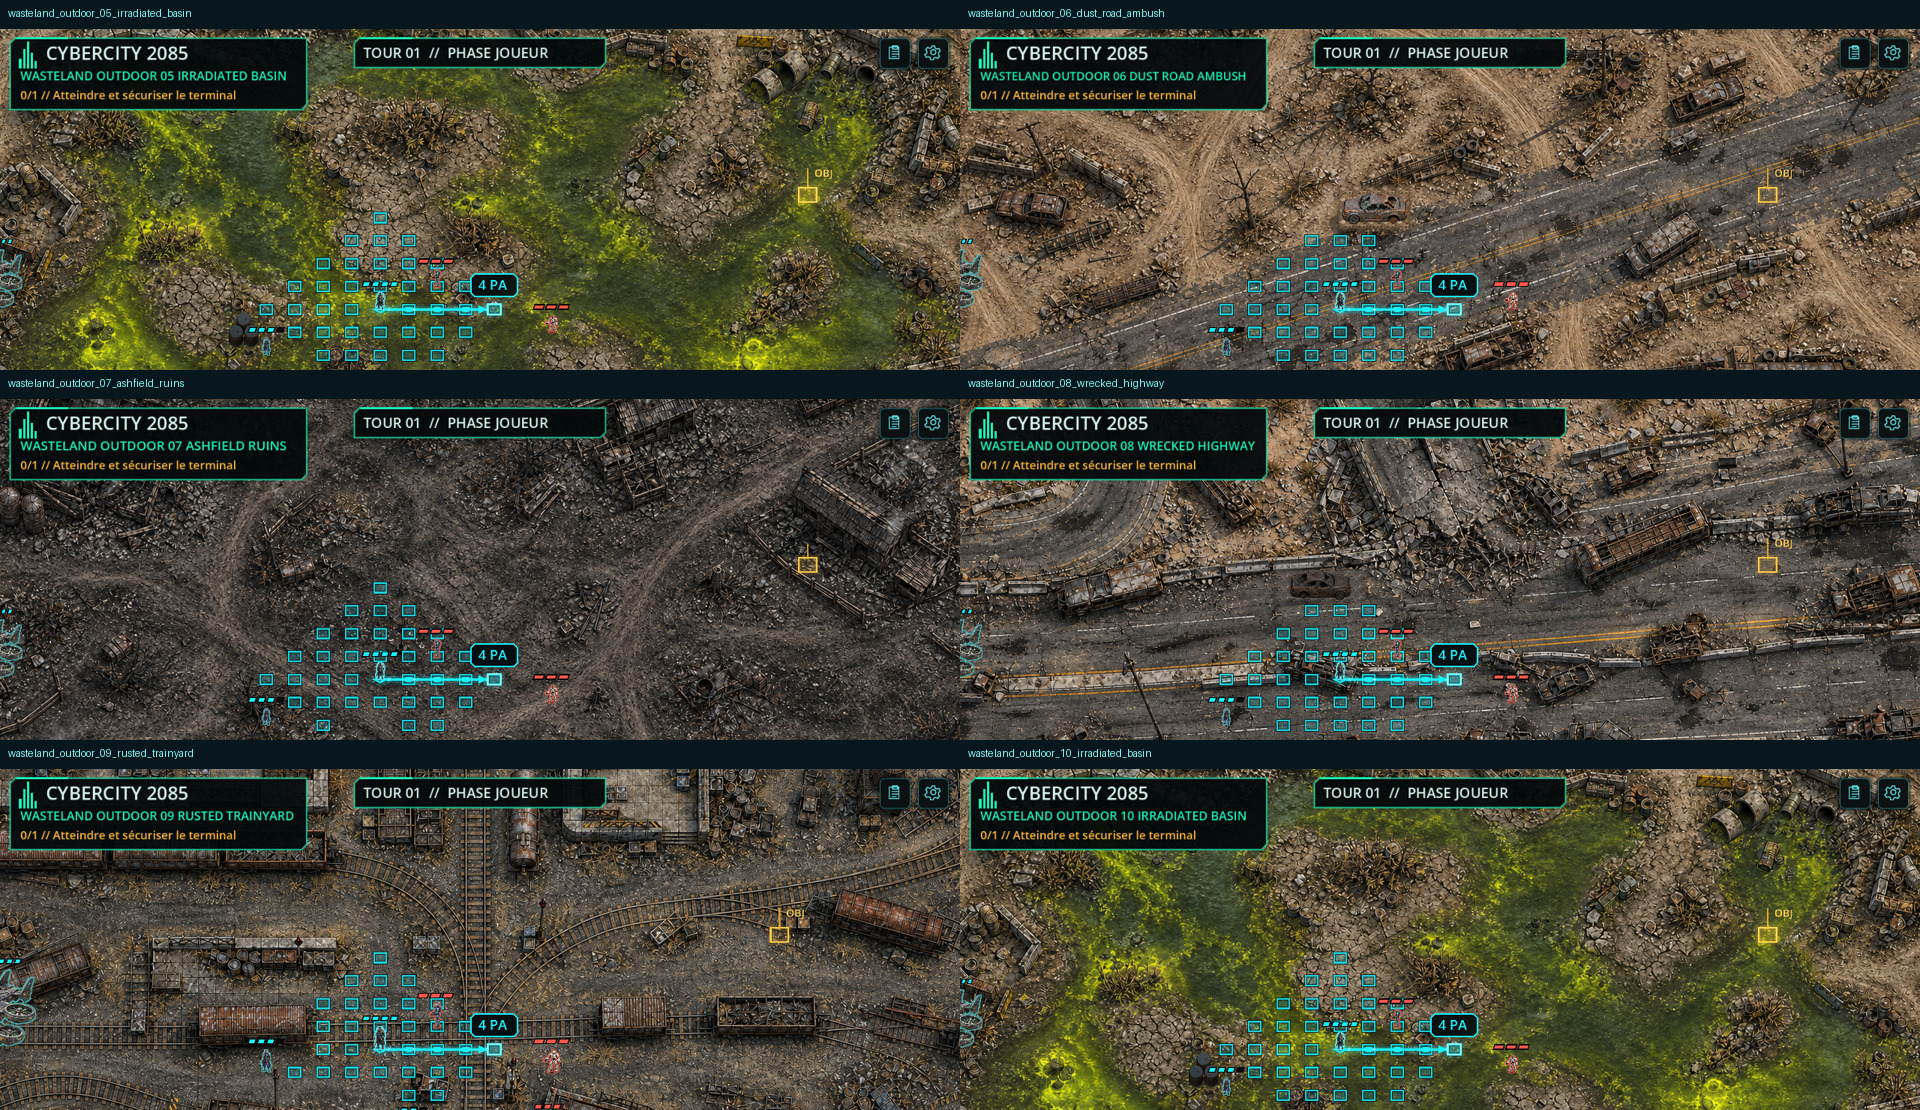 wasteland_outdoor_05_irradiated_basin
CYBERCITY 2085
WASTELAND OUTDOOR 05 IRRADIATED BASIN
0/1 // Atteindre et sécuriser le terminal
TOUR 01 // PHASE JOUEUR
OBJ
4 PA
wasteland_outdoor_06_dust_road_ambush
CYBERCITY 2085
WASTELAND OUTDOOR 06 DUST ROAD AMBUSH
0/1 // Atteindre et sécuriser le terminal
TOUR 01 // PHASE JOUEUR
OBJ
4 PA
wasteland_outdoor_07_ashfield_ruins
CYBERCITY 2085
WASTELAND OUTDOOR 07 ASHFIELD RUINS
0/1 // Atteindre et sécuriser le terminal
TOUR 01 // PHASE JOUEUR
4 PA
wasteland_outdoor_08_wrecked_highway
CYBERCITY 2085
WASTELAND OUTDOOR 08 WRECKED HIGHWAY
0/1 // Atteindre et sécuriser le terminal
TOUR 01 // PHASE JOUEUR
OBJ
4 PA
wasteland_outdoor_09_rusted_trainyard
CYBERCITY 2085
WASTELAND OUTDOOR 09 RUSTED TRAINYARD
0/1 // Atteindre et sécuriser le terminal
TOUR 01 // PHASE JOUEUR
OBJ
4 PA
wasteland_outdoor_10_irradiated_basin
CYBERCITY 2085
WASTELAND OUTDOOR 10 IRRADIATED BASIN
0/1 // Atteindre et sécuriser le terminal
TOUR 01 // PHASE JOUEUR
OBJ
4 PA